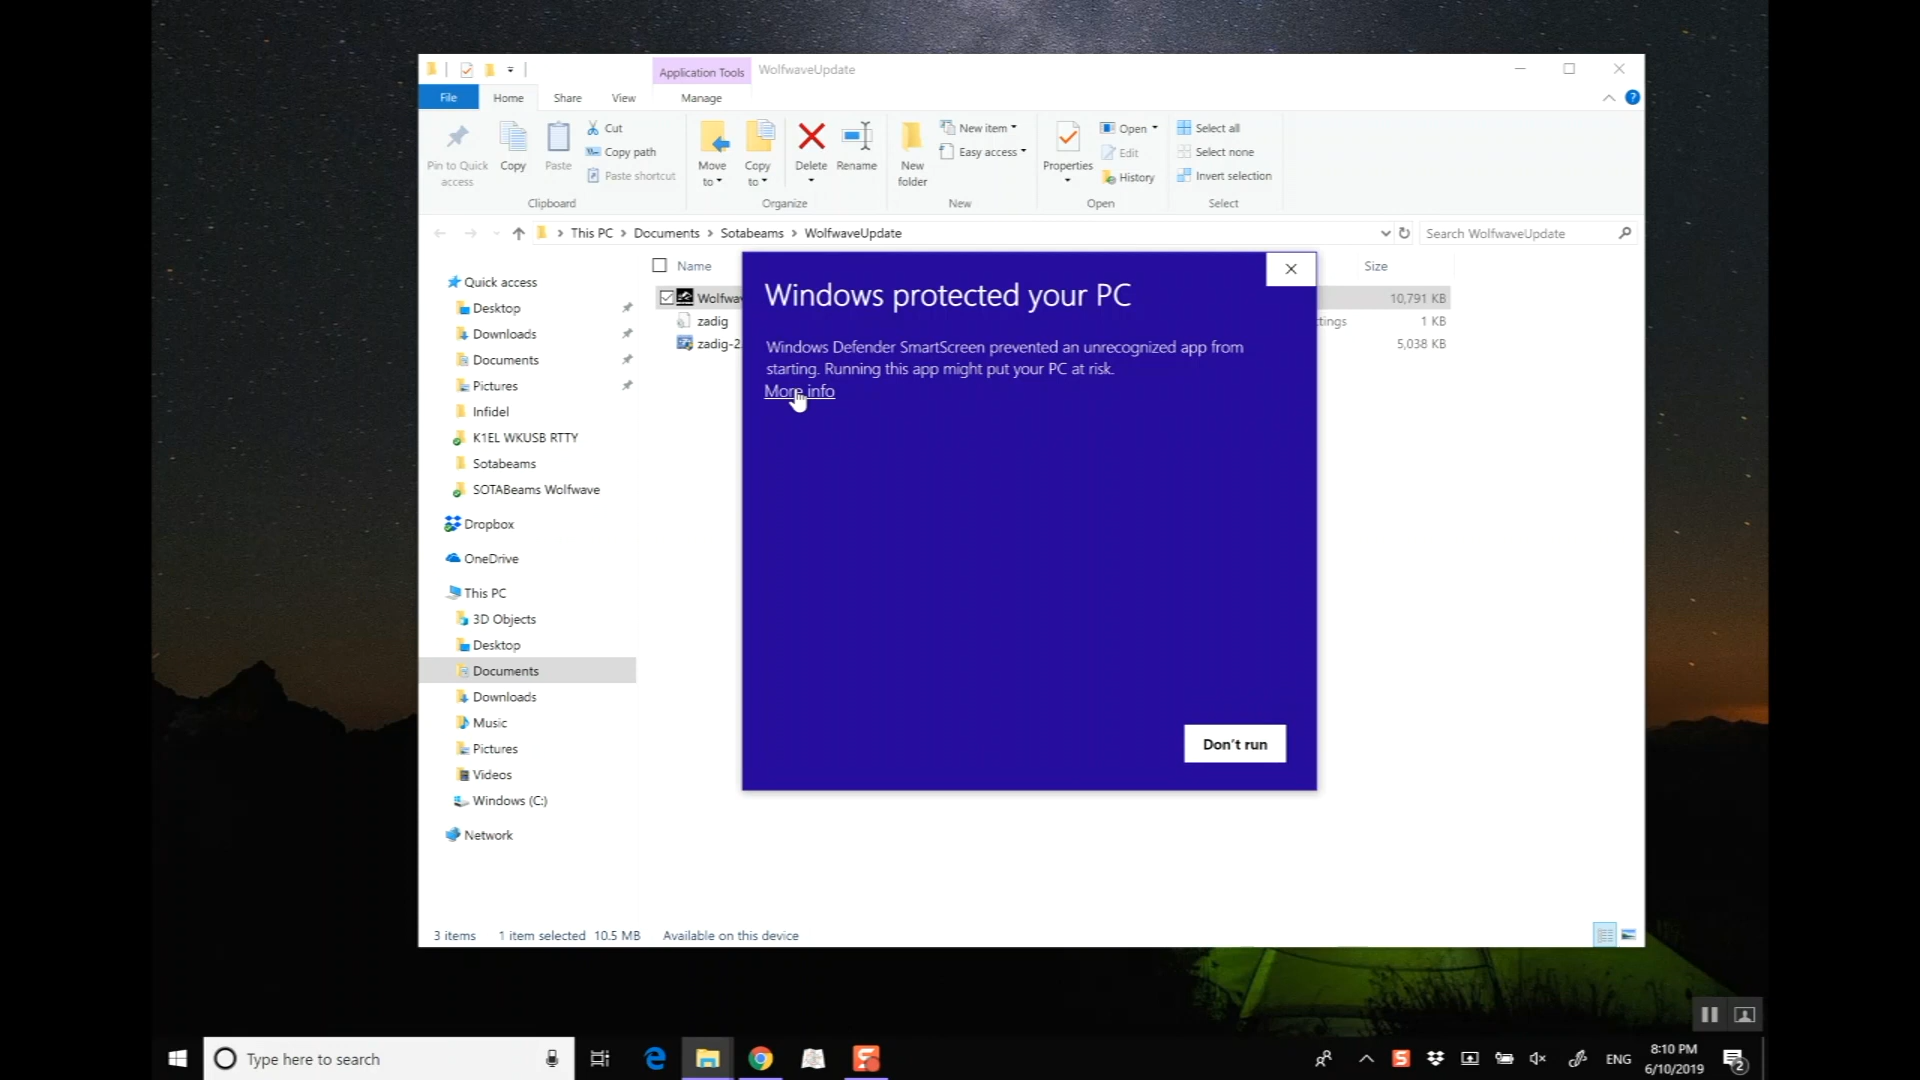 Application Tools
WolfwaveUpdate
File
Home
Share
View
Manage
Pin to Quick
access
Copy
Paste
Cut
Copy path
Paste shortcut
Clipboard
Move
to
Copy
to
Delete
Rename
Organize
New
folder
New item
Easy access
New
Properties
Open
Edit
History
Open
Select all
Select none
Invert selection
Select
This PC > Documents > Sotabeams > WolfwaveUpdate
Search WolfwaveUpdate
Name
Size
Wolfwav
10,791 KB
zadig
ttings
1 KB
zadig-2.
5,038 KB
Quick access
Desktop
Downloads
Documents
Pictures
Infidel
K1EL WKUSB RTTY
Sotabeams
SOTABeams Wolfwave
Dropbox
OneDrive
This PC
3D Objects
Desktop
Documents
Downloads
Music
Pictures
Videos
Windows (C:)
Network
Windows protected your PC
Windows Defender SmartScreen prevented an unrecognized app from
starting. Running this app might put your PC at risk.
More info
Don't run
3 items
1 item selected 10.5 MB
Available on this device
Type here to search
ENG
8:10 PM
6/10/2019
2